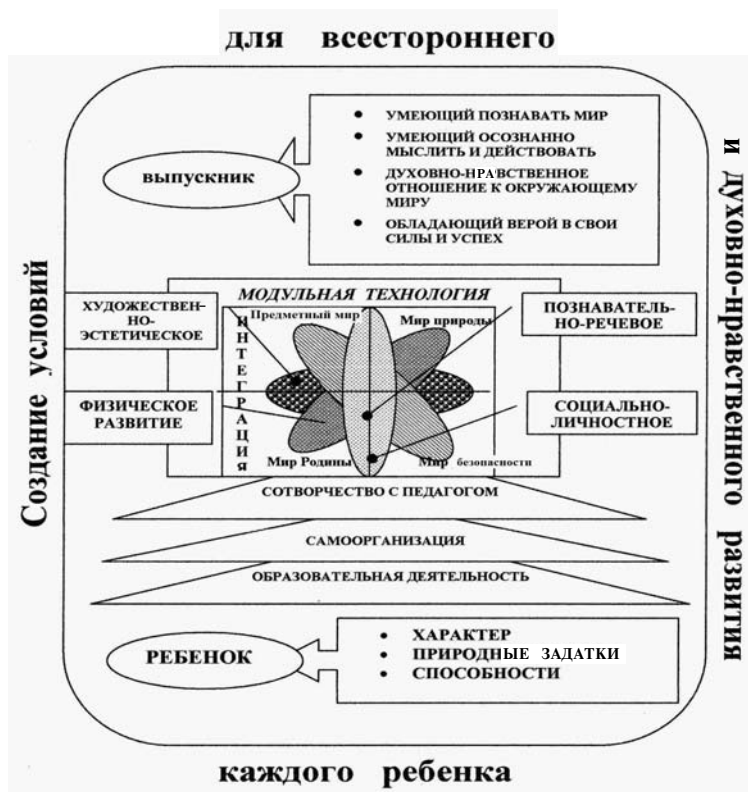 для всестороннего
Создание условий
и духовно-нравственного развития
ВЫПУСКНИК
• УМЕЮЩИЙ ПОЗНАВАТЬ МИР
• УМЕЮЩИЙ ОСОЗНАННО
МЫСЛИТЬ И ДЕЙСТВОВАТЬ
• ДУХОВНО-НРАВСТВЕННОЕ
ОТНОШЕНИЕ К ОКРУЖАЮЩЕМУ
МИРУ
• ОБЛАДАЮЩИЙ ВЕРОЙ В СВОИ
СИЛЫ И УСПЕХ
МОДУЛЬНАЯ ТЕХНОЛОГИЯ
ХУДОЖЕСТВЕН-
НО-
ЭСТЕТИЧЕСКОЕ
ФИЗИЧЕСКОЕ
РАЗВИТИЕ
ИНТЕГРАЦИЯ
Предметный мир
Мир природы
Мир Родины
Мир безопасности
ПОЗНАВАТЕЛЬ-
НО-РЕЧЕВОЕ
СОЦИАЛЬНО-
ЛИЧНОСТНОЕ
СОТВОРЧЕСТВО С ПЕДАГОГОМ
САМООРГАНИЗАЦИЯ
ОБРАЗОВАТЕЛЬНАЯ ДЕЯТЕЛЬНОСТЬ
РЕБЕНОК
• ХАРАКТЕР
• ПРИРОДНЫЕ ЗАДАТКИ
• СПОСОБНОСТИ
каждого ребенка